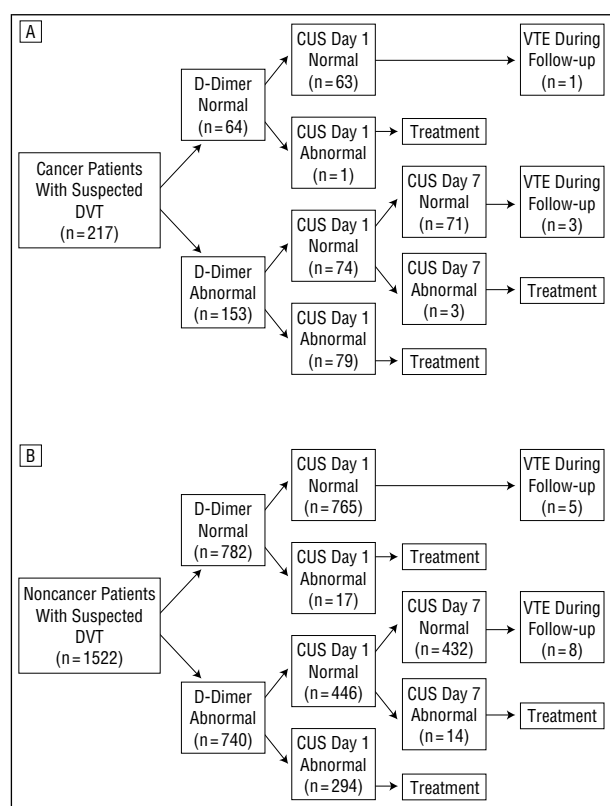 A
Cancer Patients
With Suspected
DVT
(n=217)
D-Dimer
Normal
(n=64)
D-Dimer
Abnormal
(n=153)
CUS Day 1
Normal
(n=63)
CUS Day 1
Abnormal
(n=1)
CUS Day 1
Normal
(n=74)
CUS Day 1
Abnormal
(n=79)
Treatment
CUS Day 7
Normal
(n=71)
CUS Day 7
Abnormal
(n=3)
Treatment
VTE During
Follow-up
(n=1)
VTE During
Follow-up
(n=3)
Treatment
B
Noncancer Patients
With Suspected
DVT
(n=1522)
D-Dimer
Normal
(n=782)
D-Dimer
Abnormal
(n=740)
CUS Day 1
Normal
(n=765)
CUS Day 1
Abnormal
(n=17)
CUS Day 1
Normal
(n=446)
CUS Day 1
Abnormal
(n=294)
Treatment
CUS Day 7
Normal
(n=432)
CUS Day 7
Abnormal
(n=14)
Treatment
VTE During
Follow-up
(n=5)
VTE During
Follow-up
(n=8)
Treatment